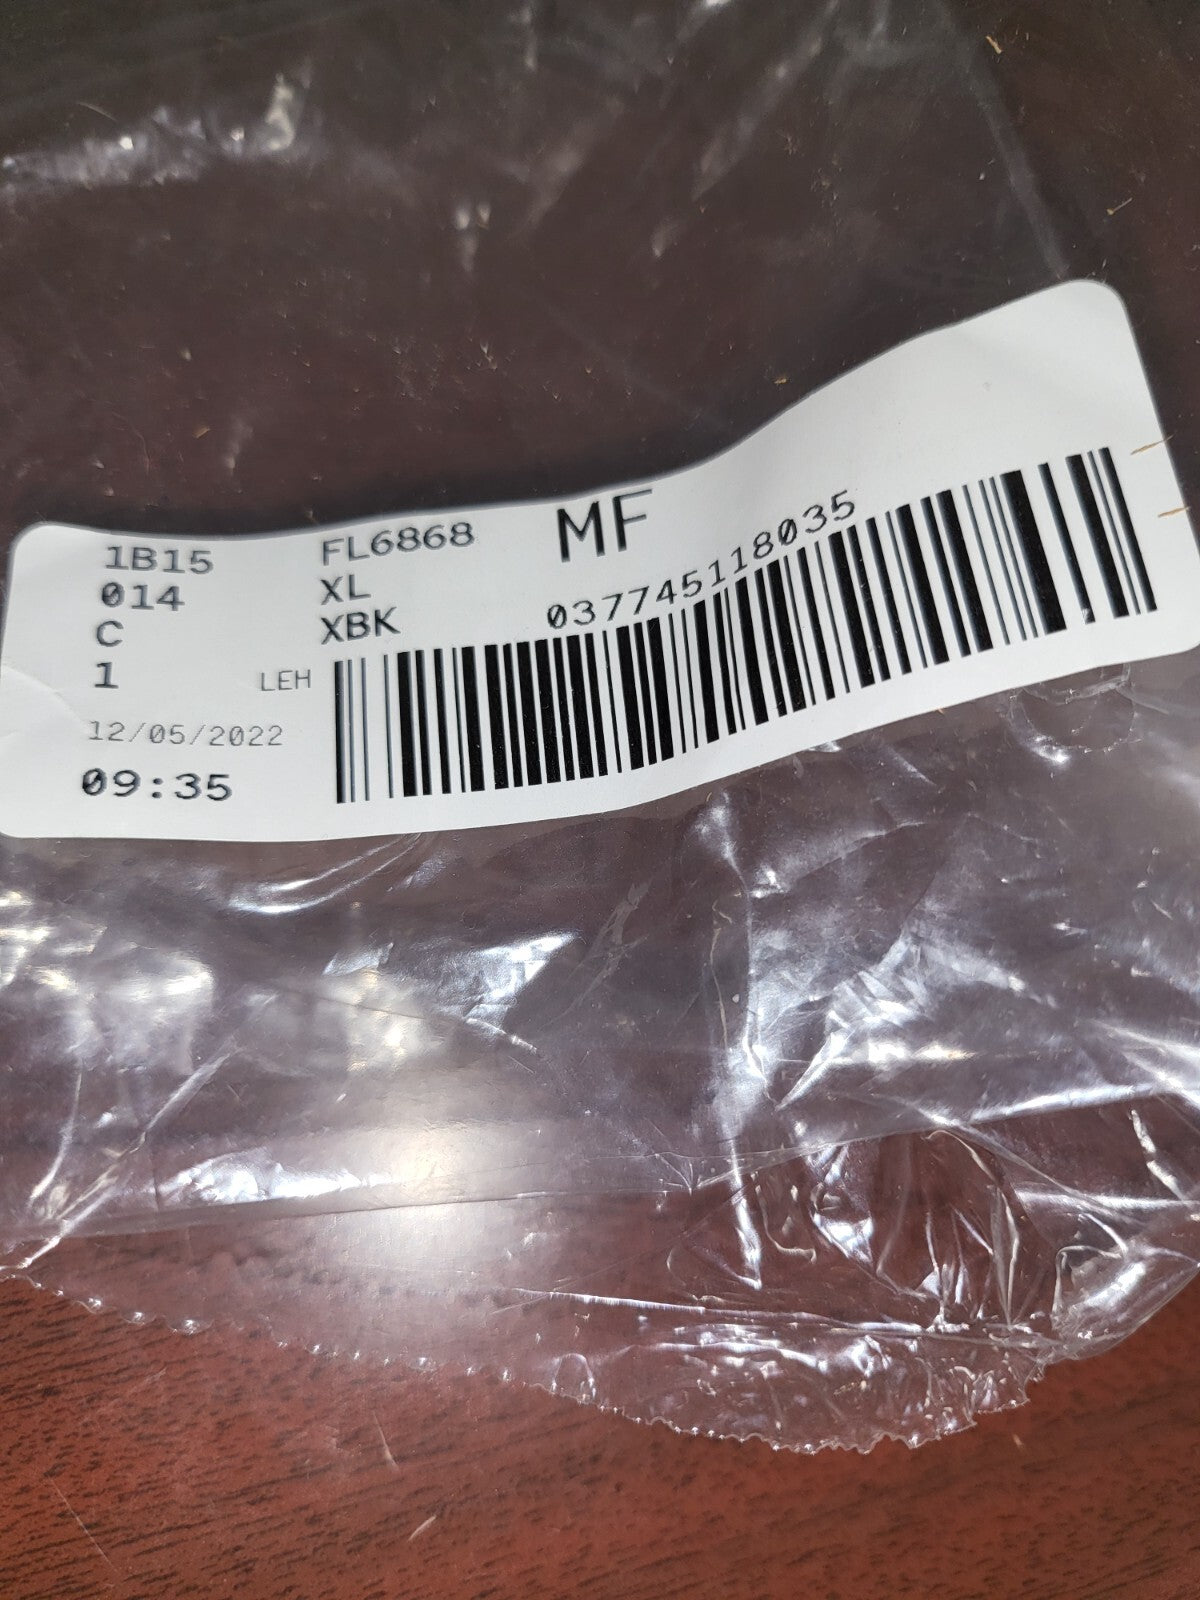 1B15 FL6868 MF
014 XL
C XBK 037745118035
1 LEH
12/05/2022
09:35